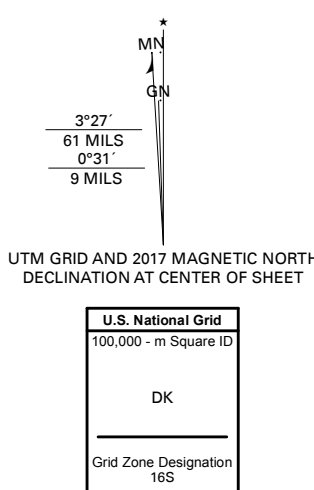 MN
GN
3°27´
61 MILS
0°31´
9 MILS
UTM GRID AND 2017 MAGNETIC NORTH
DECLINATION AT CENTER OF SHEET
U.S. National Grid
100,000 - m Square ID
DK
Grid Zone Designation
16S